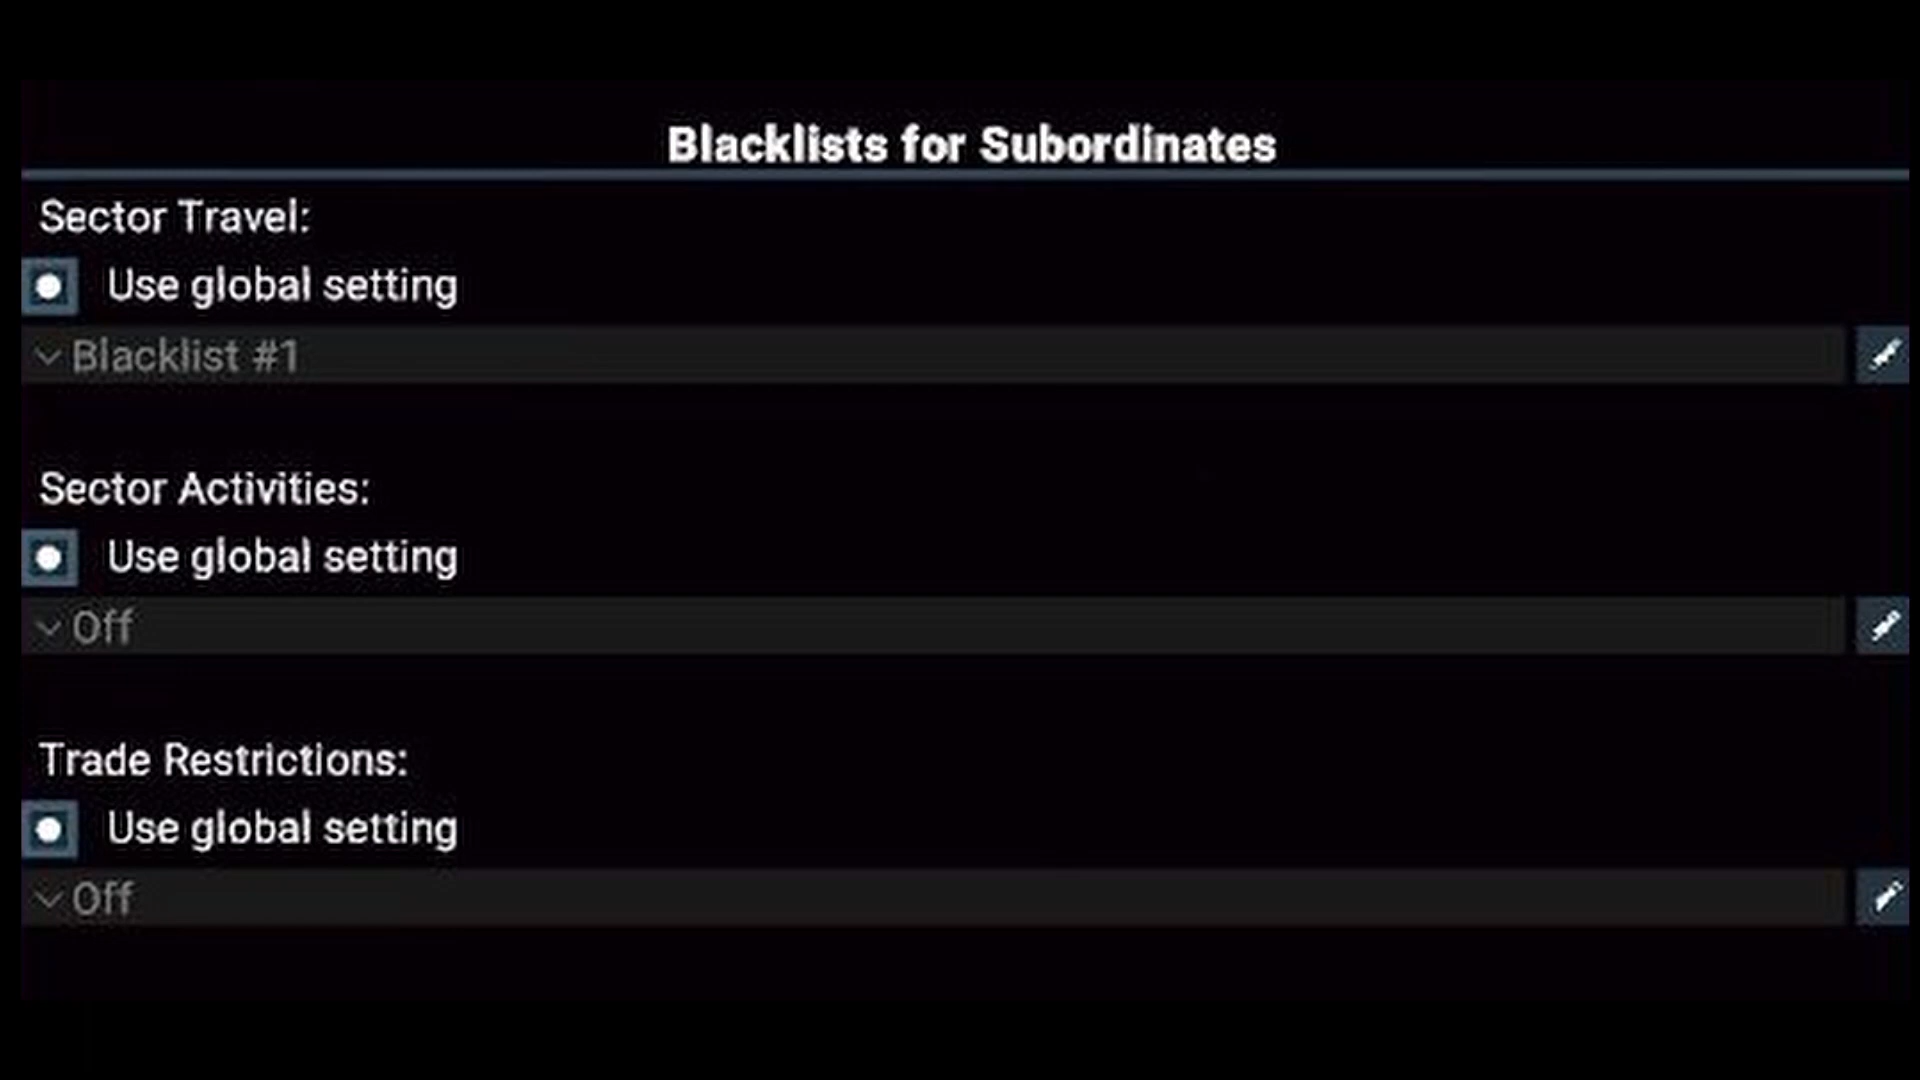 Blacklists for Subordinates
Sector Travel:
Use global setting
Blacklist #1
Sector Activities:
Use global setting
Off
Trade Restrictions:
Use global setting
Off